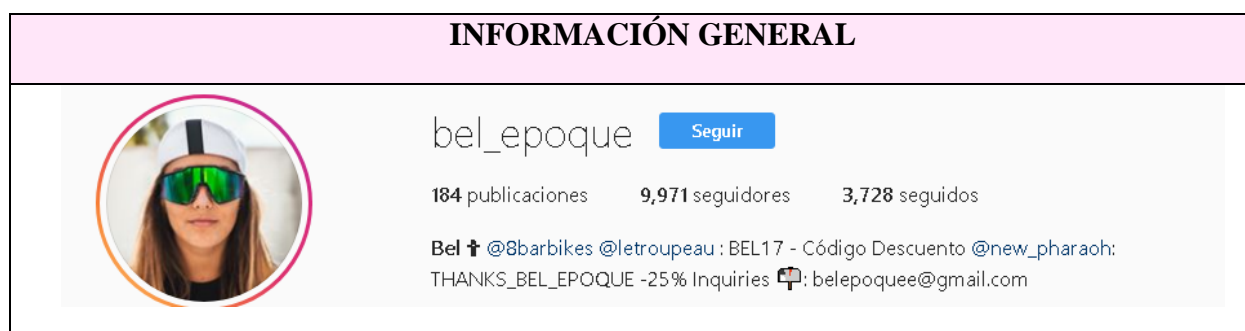 INFORMACIÓN GENERAL
bel_epoque Seguir
184 publicaciones 9,971 seguidores 3,728 seguidos
Bel ✝ @8barbikes @letroupeau : BEL17 - Código Descuento @new_pharaoh:
THANKS_BEL_EPOQUE -25% Inquiries 📫: belepoquee@gmail.com